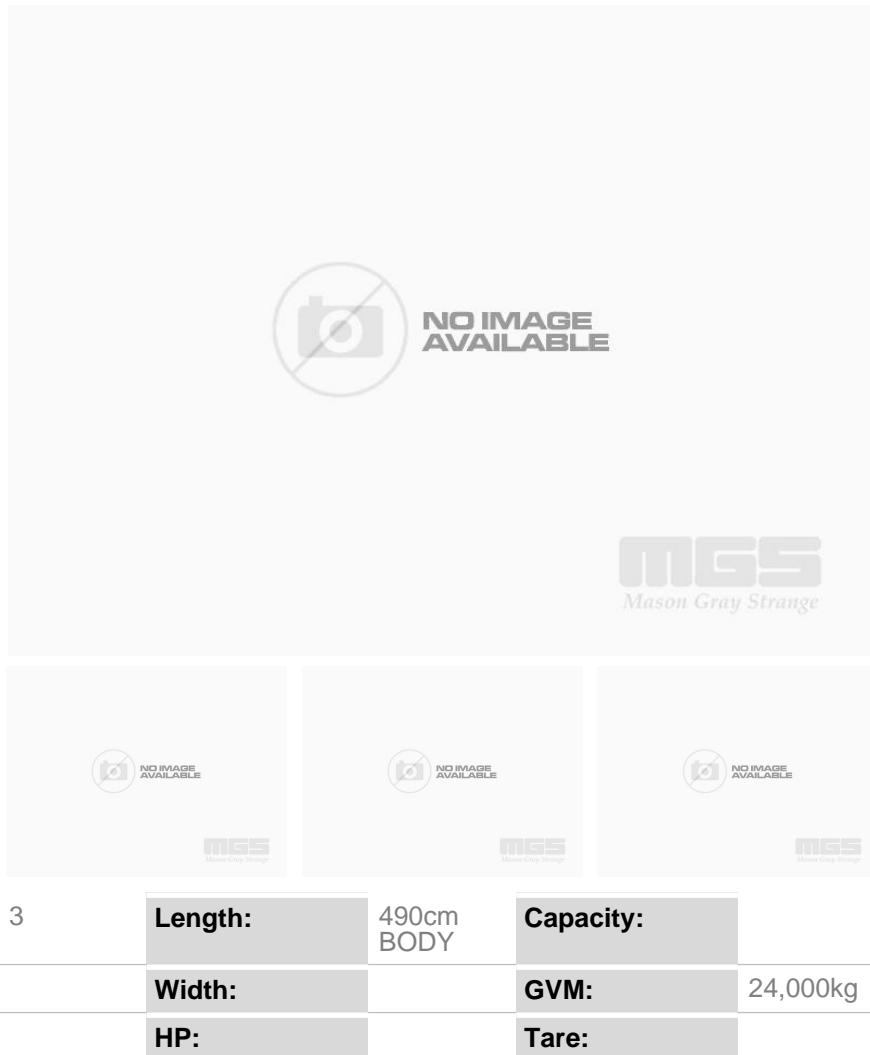 NO IMAGE
AVAILABLE
MGS
Mason Gray Strange
NO IMAGE
AVAILABLE
MGS
Mason Gray Strange
NO IMAGE
AVAILABLE
MGS
Mason Gray Strange
NO IMAGE
AVAILABLE
MGS
Mason Gray Strange
3 Length: 490cm BODY Capacity:
Width: GVM: 24,000kg
HP: Tare: